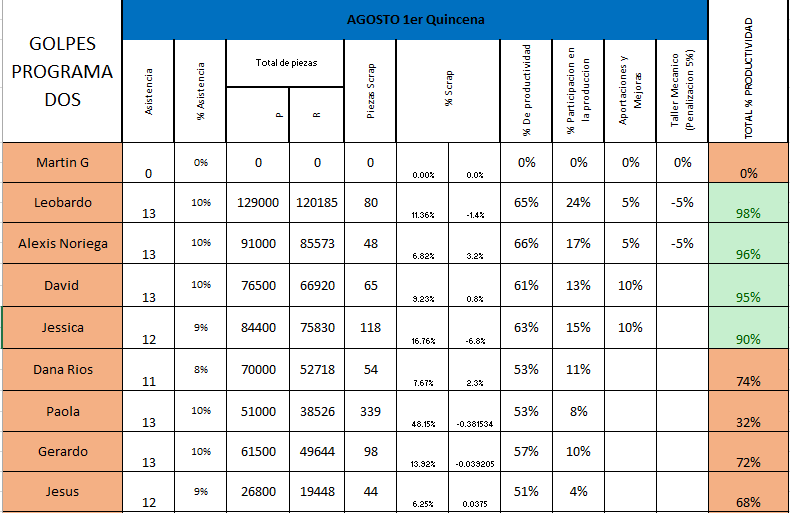 AGOSTO 1er Quincena
GOLPES PROGRAMADOS Asistencia % Asistencia Total de piezas P R Piezas Scrap % Scrap % De productividad % Participacion en la produccion Aportaciones y Mejoras Taller Mecanico (Penalizacion 5%) TOTAL % PRODUCTIVIDAD
Martin G 0 0% 0 0 0 0.00% 0.0% 0% 0% 0% 0% 0%
Leobardo 13 10% 129000 120185 80 11.36% -1.4% 65% 24% 5% -5% 98%
Alexis Noriega 13 10% 91000 85573 48 6.82% 3.2% 66% 17% 5% -5% 96%
David 13 10% 76500 66920 65 9.23% 0.8% 61% 13% 10% 95%
Jessica 12 9% 84400 75830 118 16.76% -6.8% 63% 15% 10% 90%
Dana Rios 11 8% 70000 52718 54 7.67% 2.3% 53% 11% 74%
Paola 13 10% 51000 38526 339 48.15% -0.381534 53% 8% 32%
Gerardo 13 10% 61500 49644 98 13.92% -0.039205 57% 10% 72%
Jesus 12 9% 26800 19448 44 6.25% 0.0375 51% 4% 68%